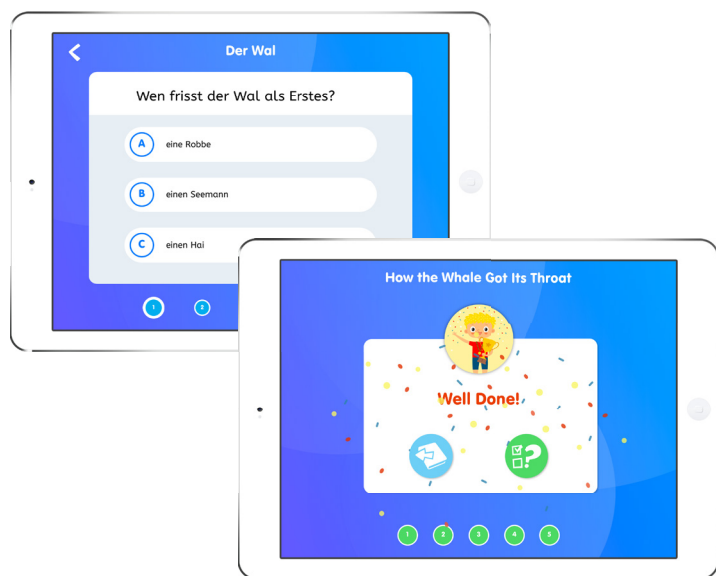 Der Wal
Wen frisst der Wal als Erstes?
A eine Robbe
B einen Seemann
C einen Hai
1 2
How the Whale Got Its Throat
Well Done!
?
1 2 3 4 5